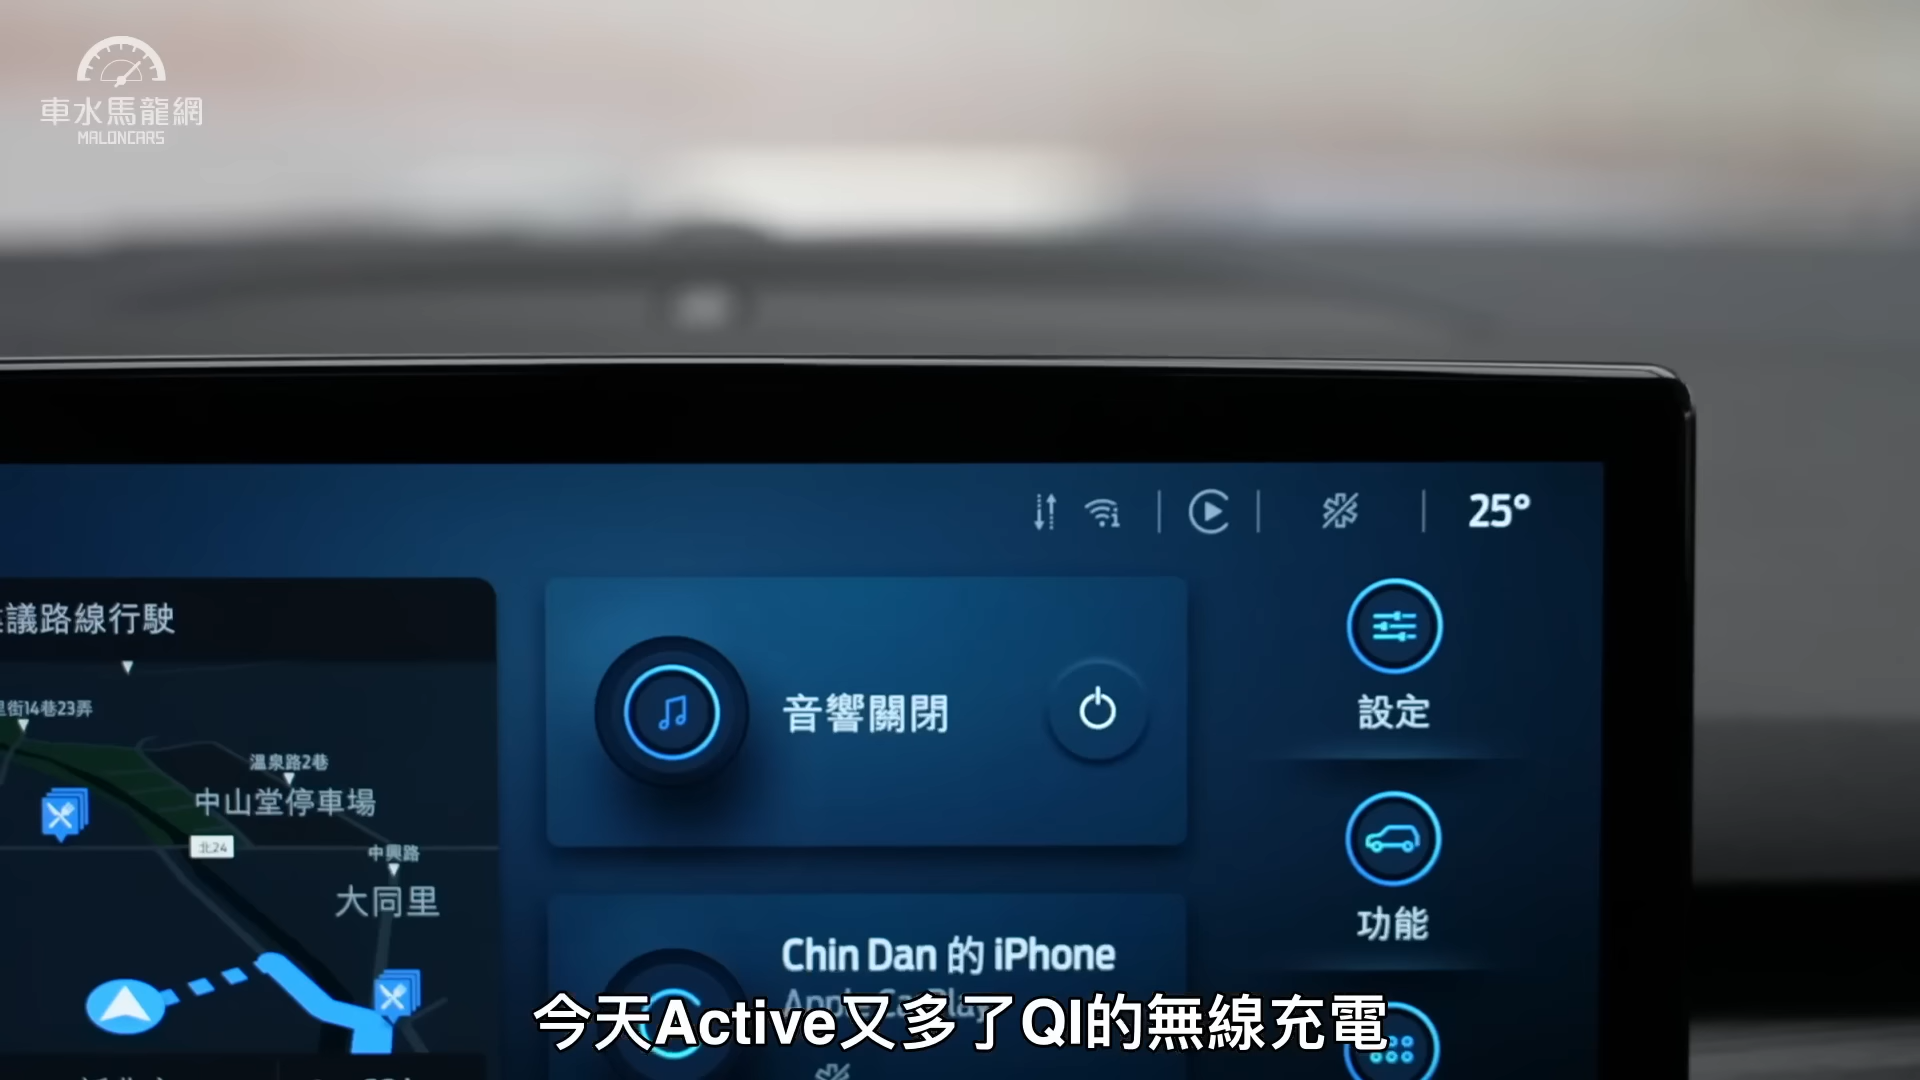 車水馬龍網
MALONCARS
25°
議路線行駛
街14巷23弄
溫泉路2巷
中山堂停車場
北24
中興路
大同里
音響關閉
設定
功能
Chin Dan 的 iPhone
Apple CarPlay
今天Active又多了QI的無線充電